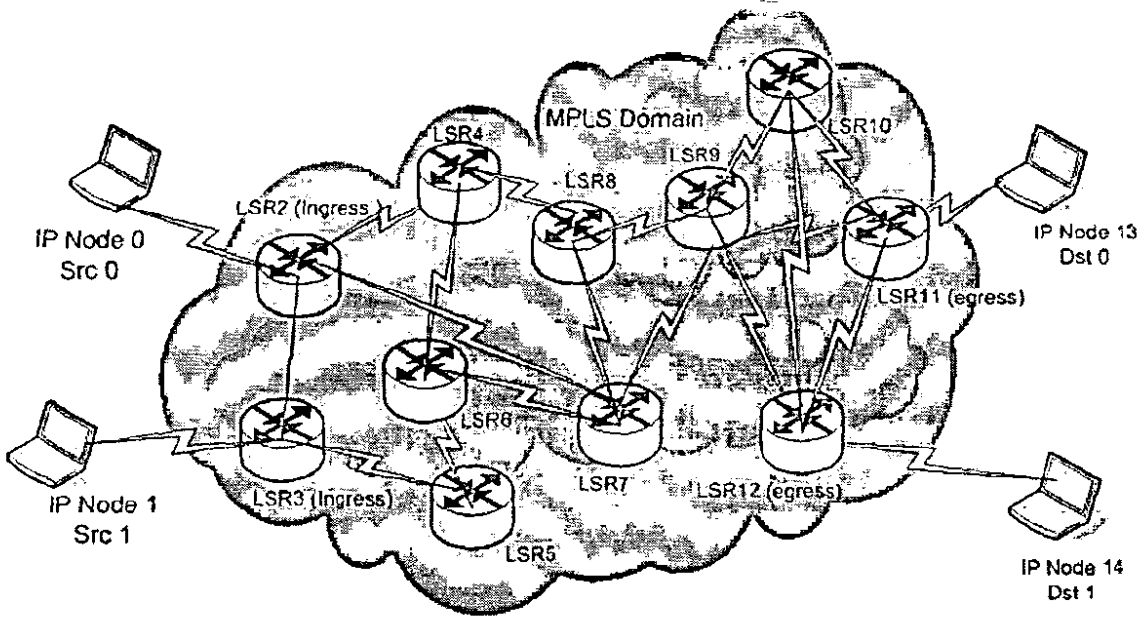 MPLS Domain
LSR10
LSR4
LSR9
LSR8
LSR2 (Ingress)
IP Node 0
Src 0
IP Node 13
Dst 0
LSR11 (egress)
LSR6
LSR7
LSR3 (Ingress)
LSR12 (egress)
IP Node 1
Src 1
LSR5
IP Node 14
Dst 1